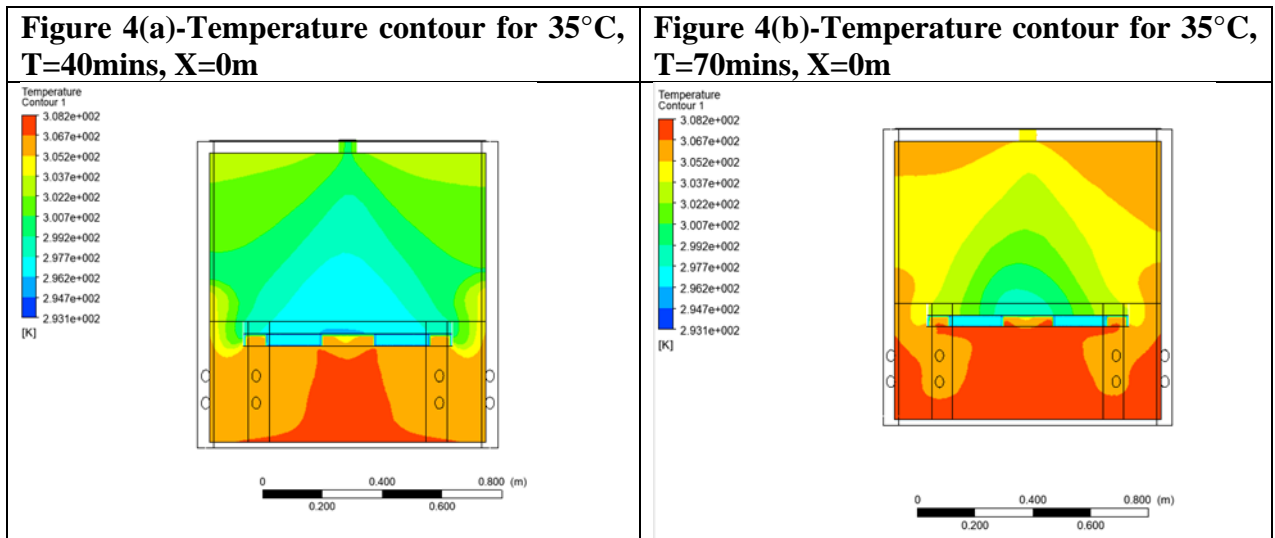 Figure 4(a)-Temperature contour for 35°C,
T=40mins, X=0m
Temperature
Contour 1
3.082e+002
3.067e+002
3.052e+002
3.037e+002
3.022e+002
3.007e+002
2.992e+002
2.977e+002
2.962e+002
2.947e+002
2.931e+002
[K]
0 0.400 0.800 (m)
0.200 0.600
Figure 4(b)-Temperature contour for 35°C,
T=70mins, X=0m
Temperature
Contour 1
3.082e+002
3.067e+002
3.052e+002
3.037e+002
3.022e+002
3.007e+002
2.992e+002
2.977e+002
2.962e+002
2.947e+002
2.931e+002
[K]
0 0.400 0.800 (m)
0.200 0.600